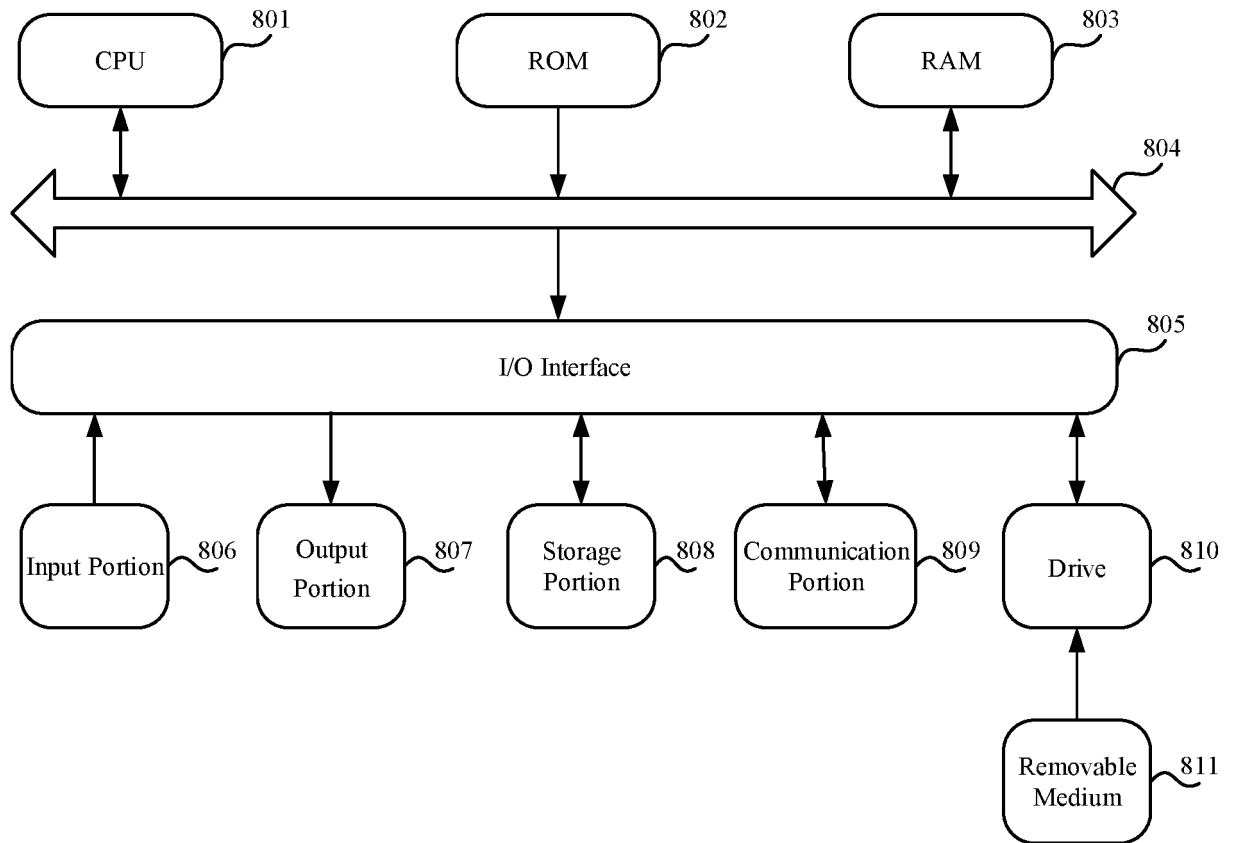 CPU
801
ROM
802
RAM
803
804
I/O Interface
805
Input Portion
806
Output
Portion
807
Storage
Portion
808
Communication
Portion
809
Drive
810
Removable
Medium
811